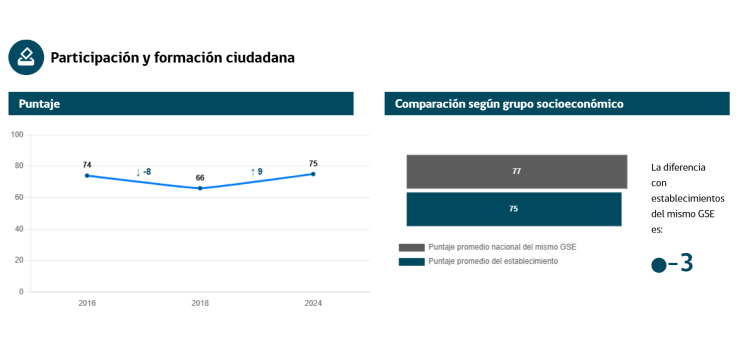 Participación y formación ciudadana
Puntaje
100
80
60
40
20
0
74
↓ -8
66
↑ 9
75
2016
2018
2024
Comparación según grupo socioeconómico
77
75
Puntaje promedio nacional del mismo GSE
Puntaje promedio del establecimiento
La diferencia
con
establecimientos
del mismo GSE
es:
-3